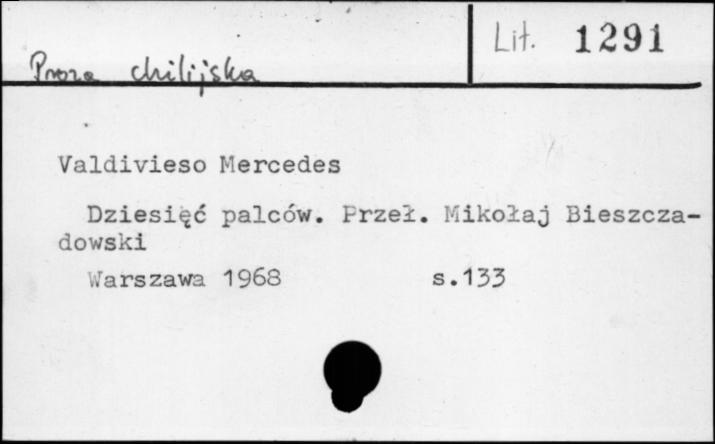 Lit. 1291
Proza chilijska
Valdivieso Mercedes
Dziesięć palców. Przeł. Mikołaj Bieszcza-
dowski
Warszawa 1968 s.133